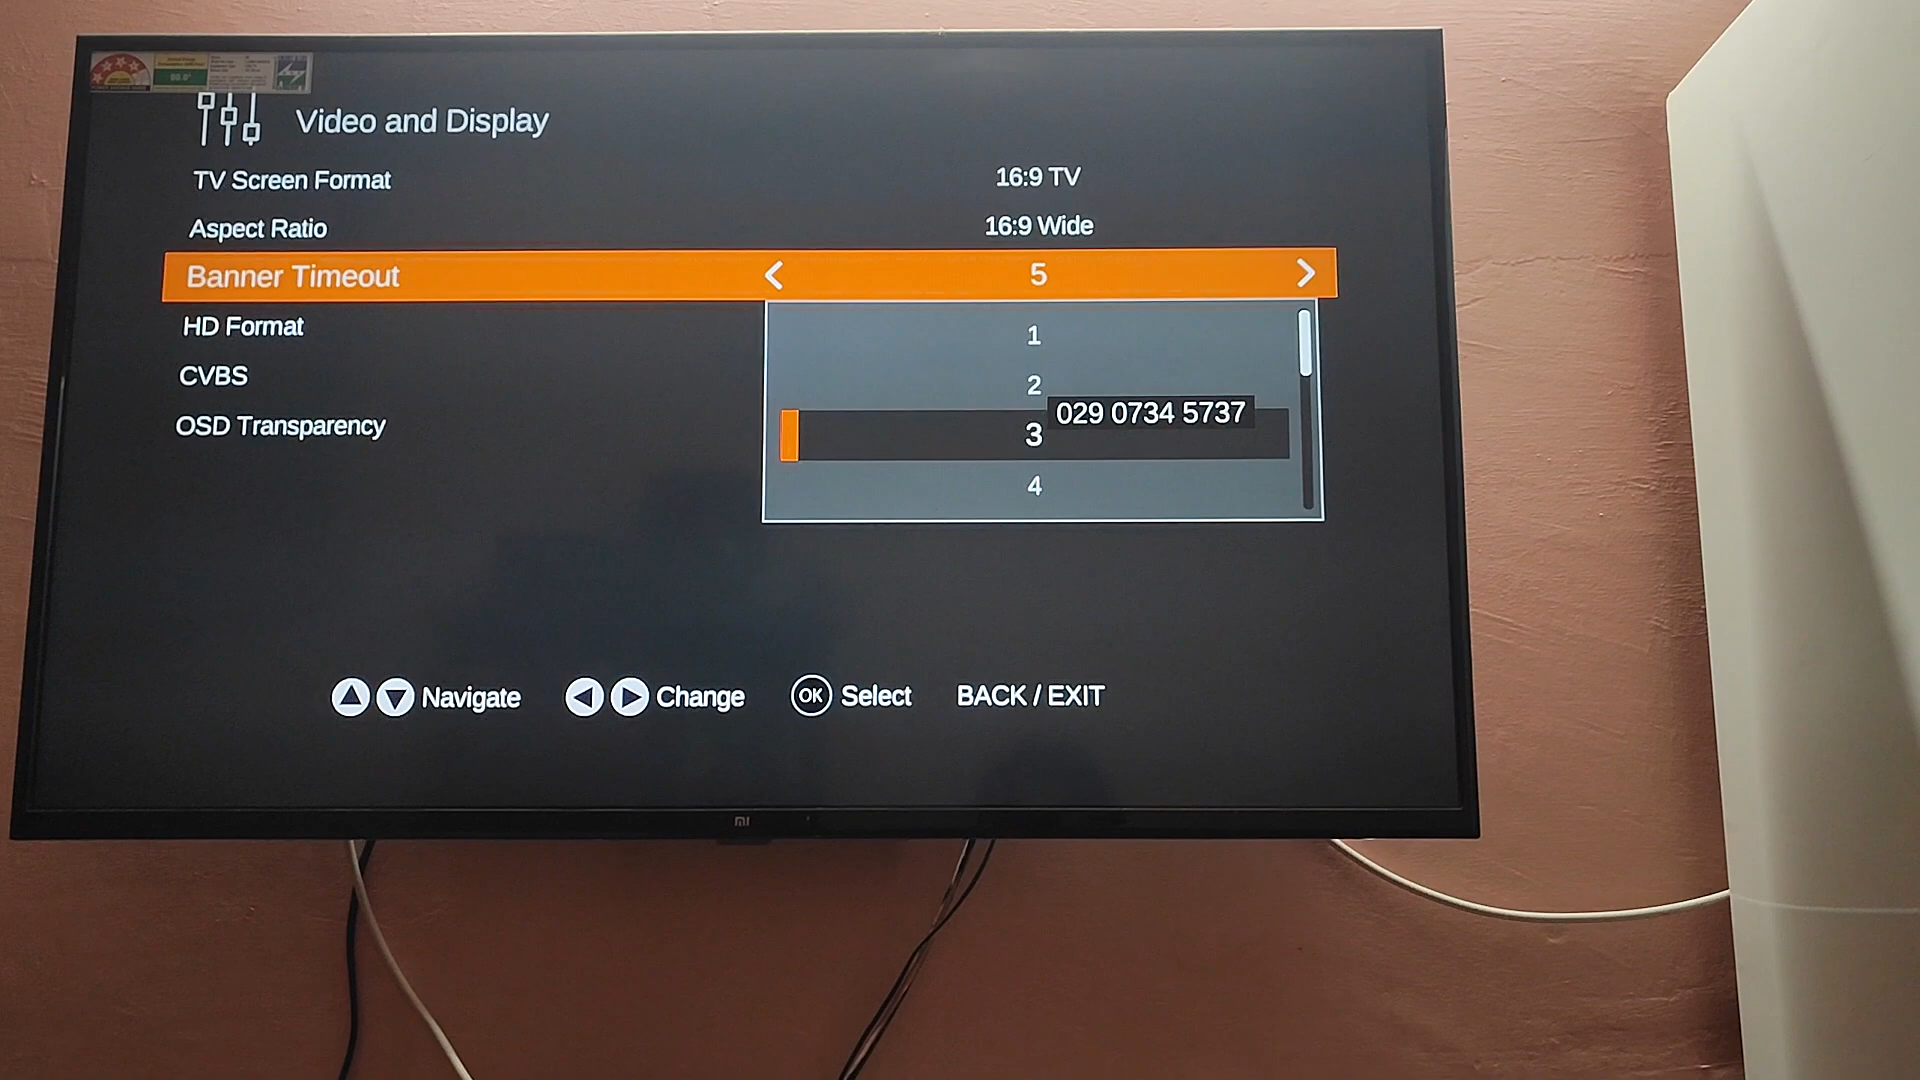 Video and Display
TV Screen Format 16:9 TV
Aspect Ratio 16:9 Wide
Banner Timeout 5
HD Format
1
CVBS
2
029 0734 5737
OSD Transparency
3
4
Navigate Change OK Select BACK / EXIT
mi